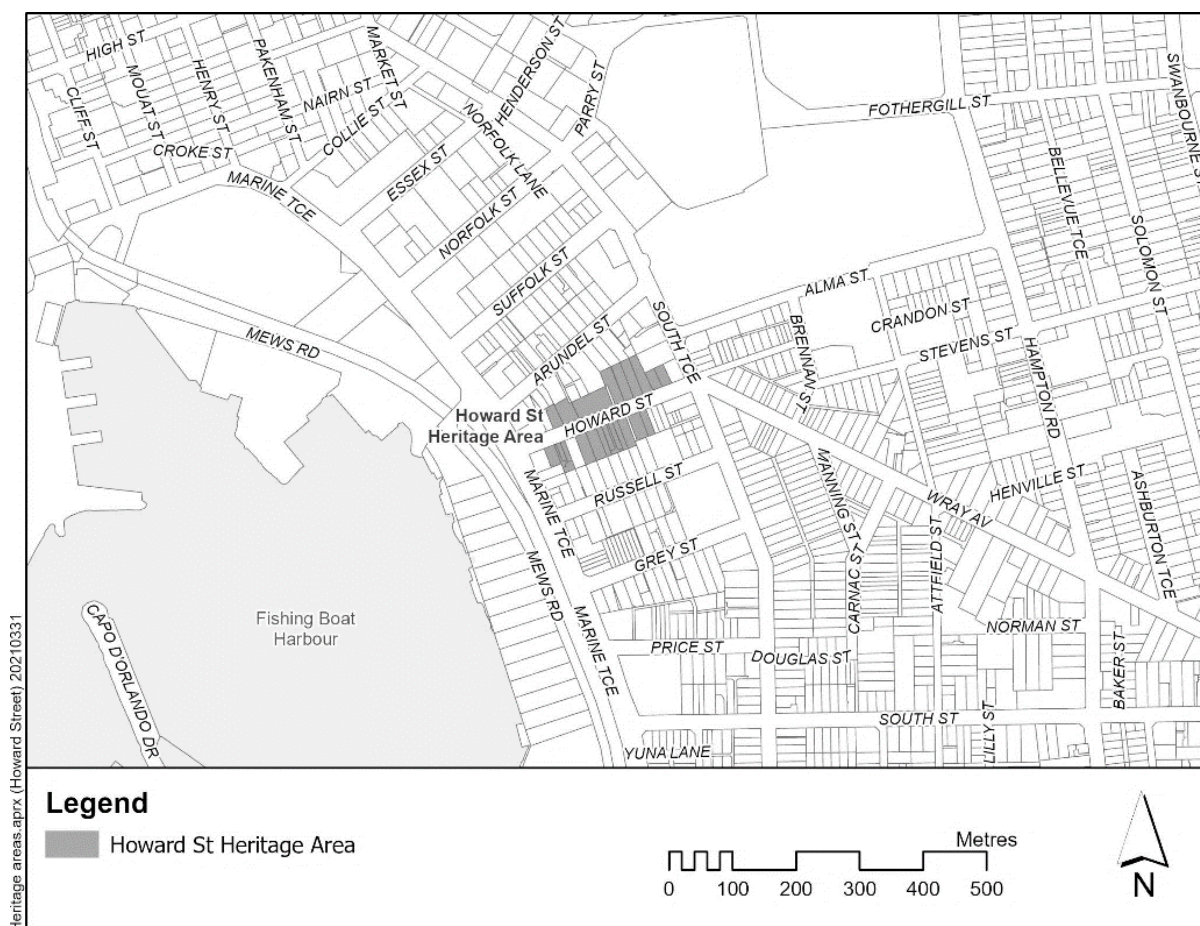 HIGH ST
CLIFF ST
MOUAT ST
HENRY ST
PAKENHAM ST
MARKET ST
NAIRN ST
COLLIE ST
CROKE ST
MARINE TCE
ESSEX ST
NORFOLK ST
NORFOLK LANE
HENDERSON ST
PARRY ST
SUFFOLK ST
FOTHERGILL ST
BELLEVUE TCE
SWANBOURNE S
SOLOMON ST
ALMA ST
CRANDON ST
STEVENS ST
BRENNAN ST
HAMPTON RD
SOUTH TCE
ARUNDEL ST
MEWS RD
Howard St
Heritage Area
HOWARD ST
RUSSELL ST
MARINE TCE
GREY ST
MEWS RD
MANNING ST
CARNAC ST
ATTFIELD ST
WRAY AV
HENVILLE ST
ASHBURTON TCE
Fishing Boat
Harbour
CAPO D'ORLANDO DR
MARINE TCE
PRICE ST
DOUGLAS ST
NORMAN ST
BAKER ST
SOUTH ST
LILLY ST
YUNA LANE
Heritage areas.aprx (Howard Street) 20210331
Legend
Howard St Heritage Area
Metres
0 100 200 300 400 500
N